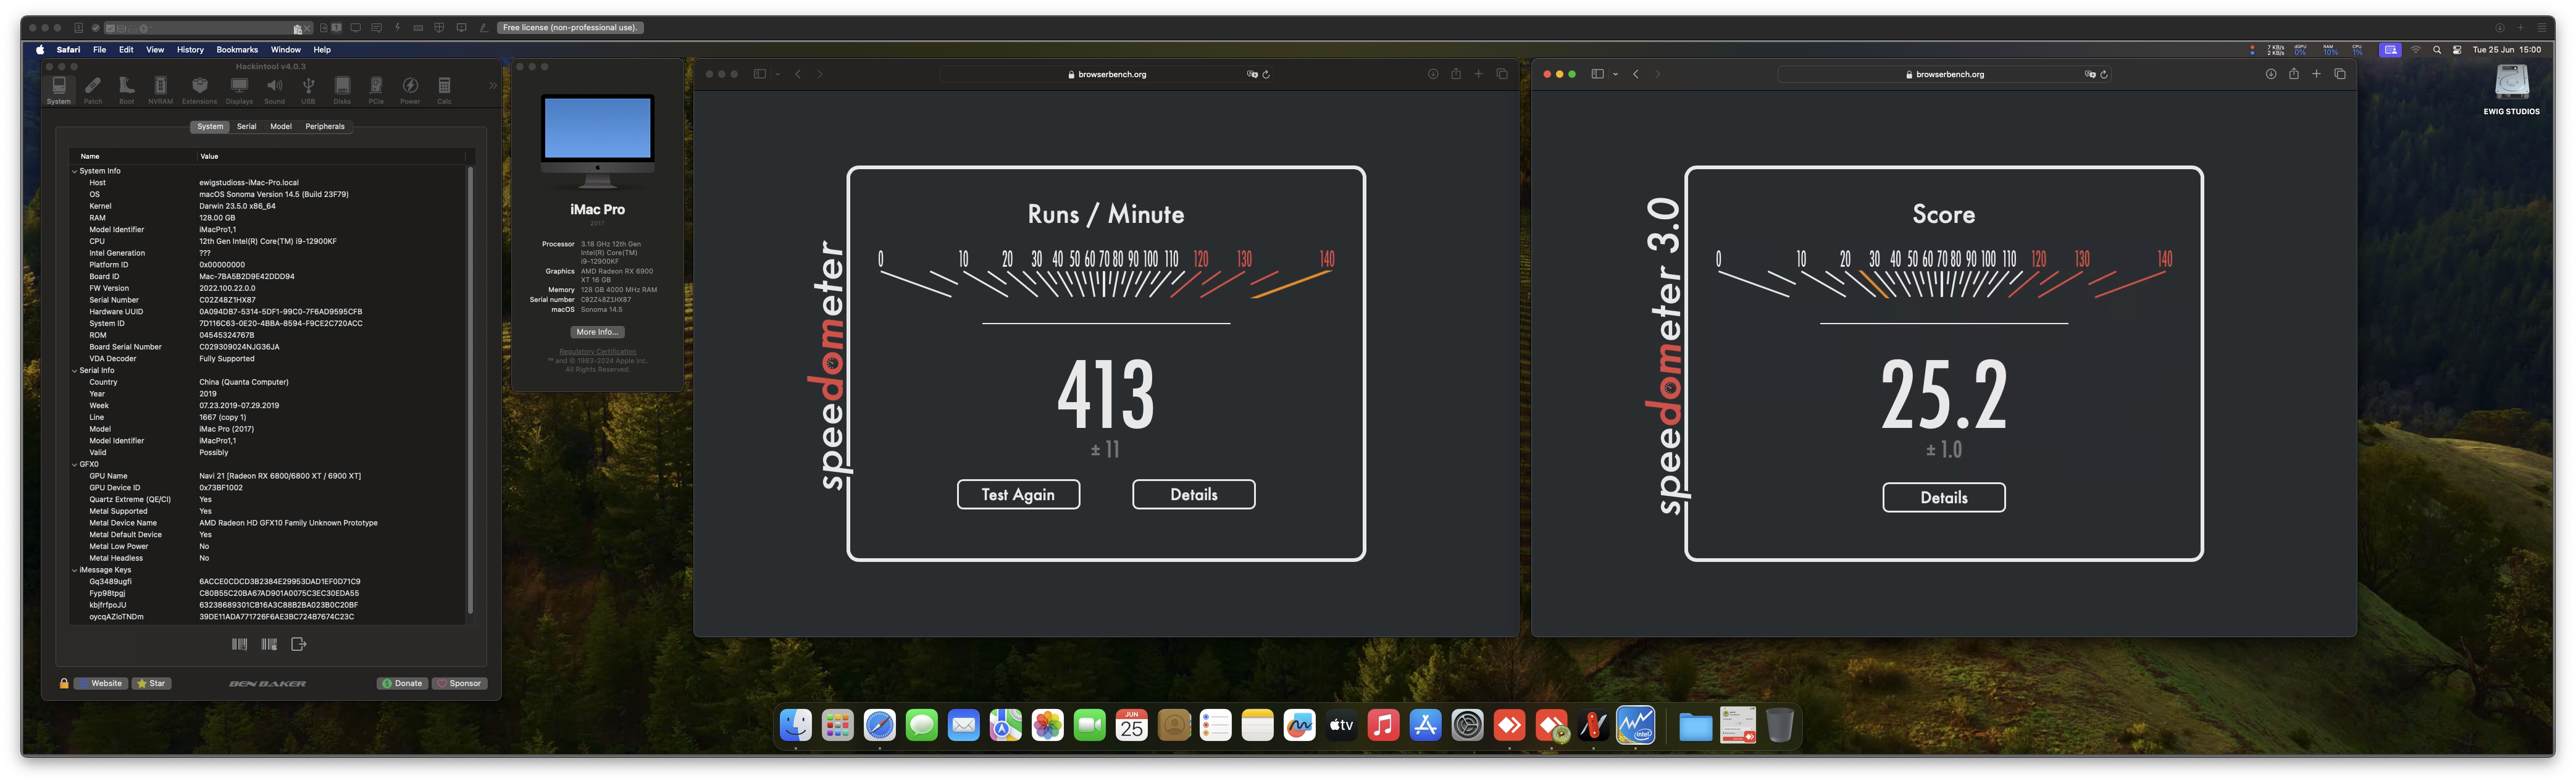 Free license (non-professional use).
Safari File Edit View History Bookmarks Window Help
7 KB/s
2 KB/s
dGPU
0%
RAM
10%
CPU
1%
Tue 25 Jun 15:00
Hackintool v4.0.3
System Patch Boot NVRAM Extensions Displays Sound USB Disks PCIe Power Calc
System Serial Model Peripherals
Name Value
System Info
Host ewigstudioss-iMac-Pro.local
OS macOS Sonoma Version 14.5 (Build 23F79)
Kernel Darwin 23.5.0 x86_64
RAM 128.00 GB
Model Identifier iMacPro1,1
CPU 12th Gen Intel(R) Core(TM) i9-12900KF
Intel Generation ???
Platform ID 0x00000000
Board ID Mac-7BA5B2D9E42DDD94
FW Version 2022.100.22.0.0
Serial Number C02Z48Z1HX87
Hardware UUID 0A094DB7-5314-5DF1-99C0-7F6AD9595CFB
System ID 7D116C63-0E20-4BBA-8594-F9CE2C720ACC
ROM 04545324767B
Board Serial Number C029309024NJG36JA
VDA Decoder Fully Supported
Serial Info
Country China (Quanta Computer)
Year 2019
Week 07.23.2019-07.29.2019
Line 1667 (copy 1)
Model iMac Pro (2017)
Model Identifier iMacPro1,1
Valid Possibly
GFX0
GPU Name Navi 21 [Radeon RX 6800/6800 XT / 6900 XT]
GPU Device ID 0x73BF1002
Quartz Extreme (QE/CI) Yes
Metal Supported Yes
Metal Device Name AMD Radeon HD GFX10 Family Unknown Prototype
Metal Default Device Yes
Metal Low Power No
Metal Headless No
iMessage Keys
Gq3489ugfi 6ACCE0CDCD3B2384E29953DAD1EF0D71C9
Fyp98tpgj C80B55C20BA67AD901A0075C3EC30EDA55
kbjfrfpoJU 63238689301CB16A3C88B2BA023B0C20BF
oycqAZloTNDm 39DE11ADA771726F6AE3BC724B7674C23C
Website Star BEN BAKER Donate Sponsor
iMac Pro
2017
Processor 3.18 GHz 12th Gen
Intel(R) Core(TM)
i9-12900KF
Graphics AMD Radeon RX 6900
XT 16 GB
Memory 128 GB 4000 MHz RAM
Serial number C02Z48Z1HX87
macOS Sonoma 14.5
More Info...
Regulatory Certification
™ and © 1983-2024 Apple Inc.
All Rights Reserved.
browserbench.org
speedometer
Runs / Minute
0 10 20 30 40 50 60 70 80 90 100 110 120 130 140
413
± 11
Test Again Details
browserbench.org
speedometer 3.0
Score
0 10 20 30 40 50 60 70 80 90 100 110 120 130 140
25.2
± 1.0
Details
EWIG STUDIOS
JUN
25
tv
intel